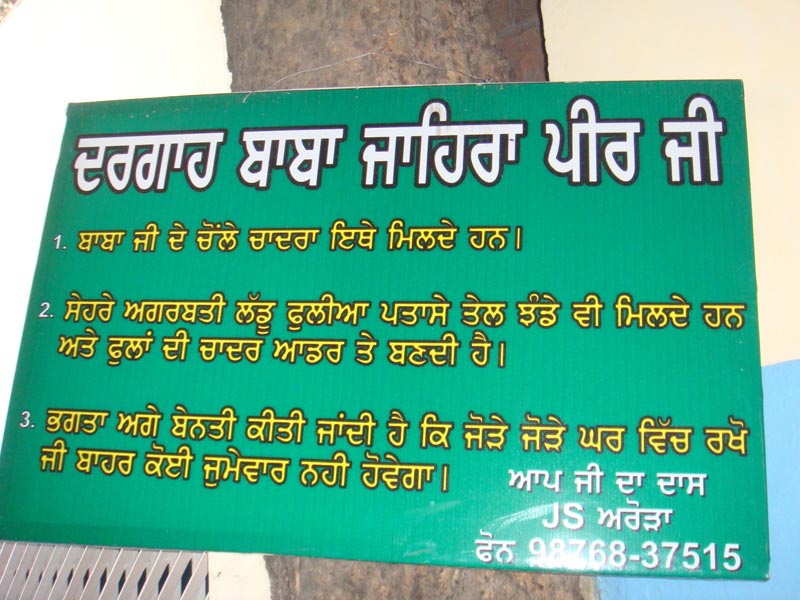 ਦਰਗਾਹ ਬਾਬਾ ਜਾਹਿਰਾ ਪੀਰ ਜੀ
1. ਬਾਬਾ ਜੀ ਦੇ ਚੋਂਲੇ ਚਾਦਰਾ ਇਥੇ ਮਿਲਦੇ ਹਨ।
2. ਸੇਹਰੇ ਅਗਰਬਤੀ ਲੱਡੂ ਫੁਲੀਆ ਪਤਾਸੇ ਤੇਲ ਝੰਡੇ ਵੀ ਮਿਲਦੇ ਹਨ
ਅਤੇ ਫੁਲਾਂ ਦੀ ਚਾਦਰ ਆਡਰ ਤੇ ਬਣਦੀ ਹੈ।
3. ਭਗਤਾ ਅਗੇ ਬੇਨਤੀ ਕੀਤੀ ਜਾਂਦੀ ਹੈ ਕਿ ਜੋੜੇ ਜੋੜੇ ਘਰ ਵਿੱਚ ਰਖੋ
ਜੀ ਬਾਹਰ ਕੋਈ ਜੁਮੇਵਾਰ ਨਹੀ ਹੋਵੇਗਾ।
ਆਪ ਜੀ ਦਾ ਦਾਸ
JS ਅਰੋੜਾ
ਫੋਨ 98768-37515